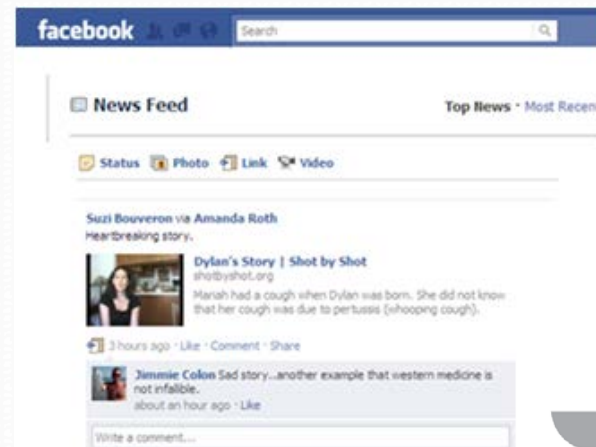 facebook
Search
News Feed
Top News · Most Recen
Status Photo Link Video
Suzi Bouveron via Amanda Roth
Heartbreaking story.
Dylan's Story | Shot by Shot
shotbyshot.org
Mariah had a cough when Dylan was born. She did not know
that her cough was due to pertussis (whooping cough).
3 hours ago · Like · Comment · Share
Jimmie Colon Sad story...another example that western medicine is
not infallible.
about an hour ago · Like
Write a comment...